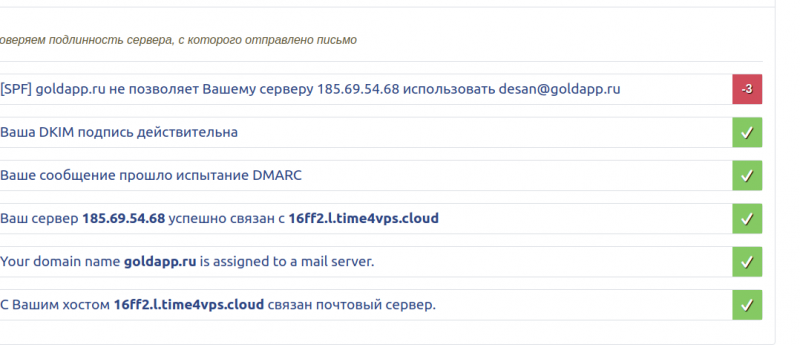 оверяем подлинность сервера, с которого отправлено письмо
[SPF] goldapp.ru не позволяет Вашему серверу 185.69.54.68 использовать desan@goldapp.ru
-3
Ваша DKIM подпись действительна
Ваше сообщение прошло испытание DMARC
Ваш сервер 185.69.54.68 успешно связан с 16ff2.l.time4vps.cloud
Your domain name goldapp.ru is assigned to a mail server.
С Вашим хостом 16ff2.l.time4vps.cloud связан почтовый сервер.